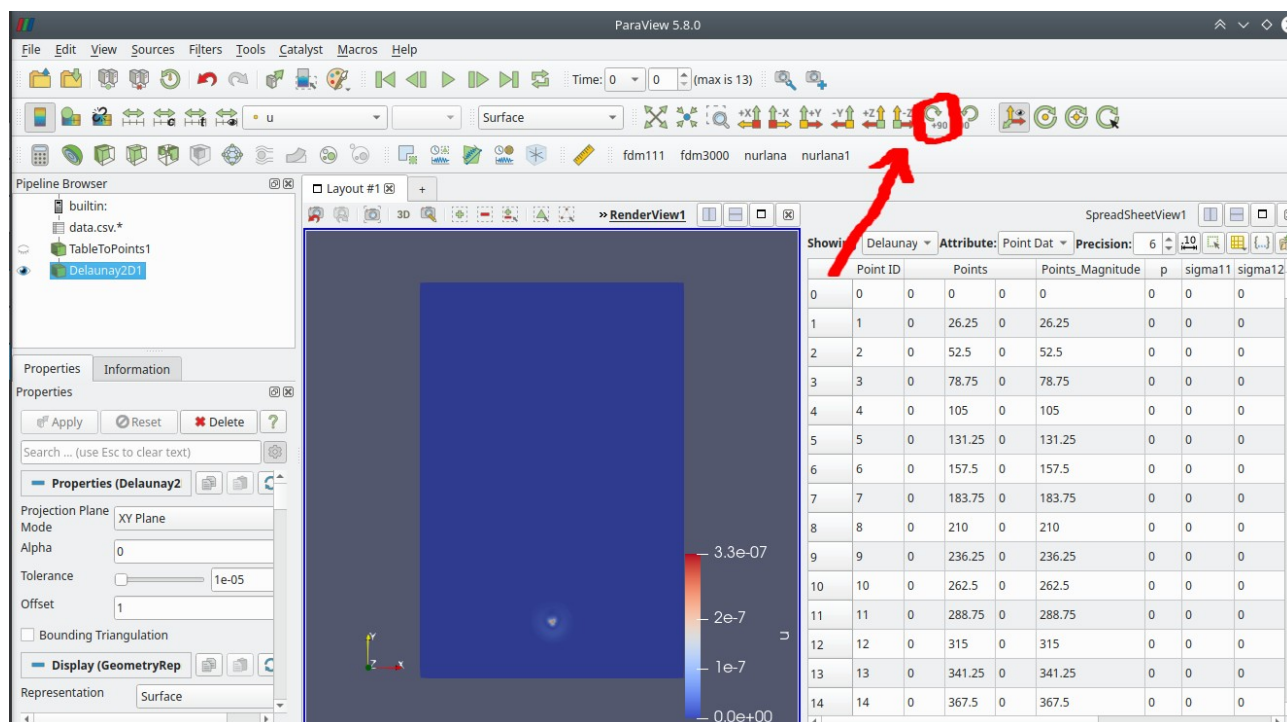 ParaView 5.8.0
File Edit View Sources Filters Tools Catalyst Macros Help
Time: 0 0 (max is 13)
u Surface +X -X +Y -Y +Z -Z +90
fdm111 fdm3000 nurlana nurlana1
Pipeline Browser
builtin:
data.csv.*
TableToPoints1
Delaunay2D1
Properties Information
Properties
Apply Reset Delete ?
Search ... (use Esc to clear text)
Properties (Delaunay2
Projection Plane Mode XY Plane
Alpha 0
Tolerance 1e-05
Offset 1
Bounding Triangulation
Display (GeometryRep
Representation Surface
Layout #1 +
3D » RenderView1
Y
Z X
3.3e-07
2e-7
u
1e-7
0.0e+00
SpreadSheetView1
Delaunay Attribute: Point Dat Precision: 6 .10 {...}
Point ID Points Points_Magnitude p sigma11 sigma12
0 0 0 0 0 0 0 0 0
1 1 0 26.25 0 26.25 0 0 0
2 2 0 52.5 0 52.5 0 0 0
3 3 0 78.75 0 78.75 0 0 0
4 4 0 105 0 105 0 0 0
5 5 0 131.25 0 131.25 0 0 0
6 6 0 157.5 0 157.5 0 0 0
7 7 0 183.75 0 183.75 0 0 0
8 8 0 210 0 210 0 0 0
9 9 0 236.25 0 236.25 0 0 0
10 10 0 262.5 0 262.5 0 0 0
11 11 0 288.75 0 288.75 0 0 0
12 12 0 315 0 315 0 0 0
13 13 0 341.25 0 341.25 0 0 0
14 14 0 367.5 0 367.5 0 0 0